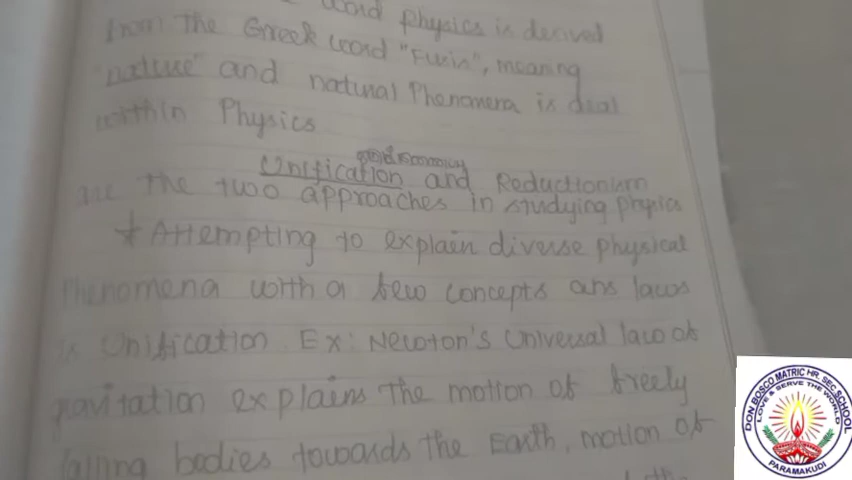 word physics is derived
from The Greek word "Fusis", meaning
"nature" and natural Phenomena is deal
within Physics
Unification and Reductionism
are the two approaches in studying physics
* Attempting to explain diverse physical
Phenomena with a few concepts ans laws
is Unification Ex: Newton's Universal law of
gravitation explains The motion of freely
falling bodies towards the Earth, motion of
DON BOSCO MATRIC HR. SEC. SCHOOL
LOVE & SERVE THE WORLD
PARAMAKUDI